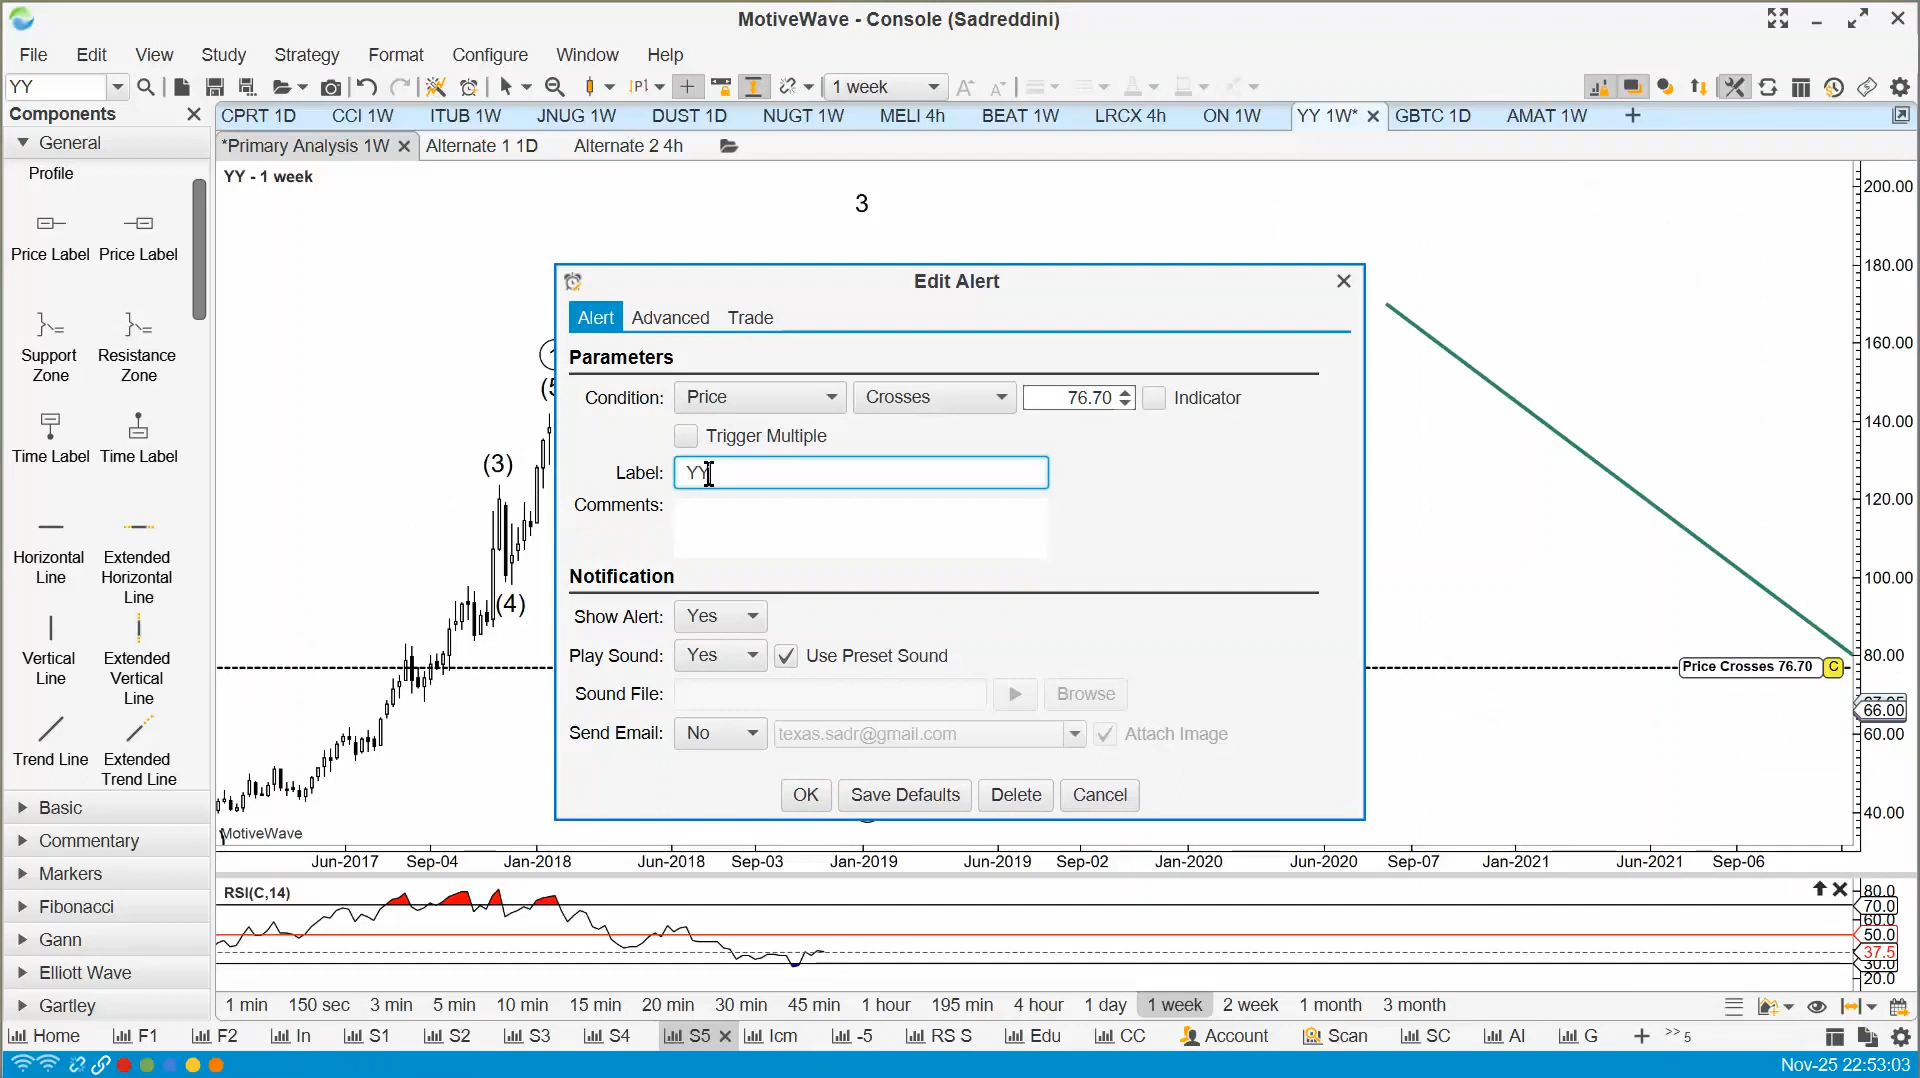 MotiveWave - Console (Sadreddini)
File Edit View Study Strategy Format Configure Window Help
YY 1 week
Components
CPRT 1D CCI 1W ITUB 1W JNUG 1W DUST 1D NUGT 1W MELI 4h BEAT 1W LRCX 4h ON 1W YY 1W* GBTC 1D AMAT 1W
General
*Primary Analysis 1W Alternate 1 1D Alternate 2 4h
Profile
YY - 1 week
3
Price Label Price Label
Support Zone
Resistance Zone
Time Label Time Label
Horizontal Line
Extended Horizontal Line
Vertical Line
Extended Vertical Line
Trend Line
Extended Trend Line
Basic
Commentary
Markers
Fibonacci
Gann
Elliott Wave
Gartley
(3)
(4)
Edit Alert
Alert Advanced Trade
Parameters
Condition: Price Crosses 76.70 Indicator
Trigger Multiple
Label: YY
Comments:
Notification
Show Alert: Yes
Play Sound: Yes Use Preset Sound
Sound File: Browse
Send Email: No texas.sadr@gmail.com Attach Image
OK Save Defaults Delete Cancel
200.00
180.00
160.00
140.00
120.00
100.00
80.00
Price Crosses 76.70 C
66.00
60.00
40.00
MotiveWave
Jun-2017 Sep-04 Jan-2018 Jun-2018 Sep-03 Jan-2019 Jun-2019 Sep-02 Jan-2020 Jun-2020 Sep-07 Jan-2021 Jun-2021 Sep-06
RSI(C,14)
80.0
70.0
60.0
50.0
37.5
30.0
20.0
1 min 150 sec 3 min 5 min 10 min 15 min 20 min 30 min 45 min 1 hour 195 min 4 hour 1 day 1 week 2 week 1 month 3 month
Home F1 F2 In S1 S2 S3 S4 S5 Icm -5 RS S Edu CC Account Scan SC AI G >> 5
Nov-25 22:53:03